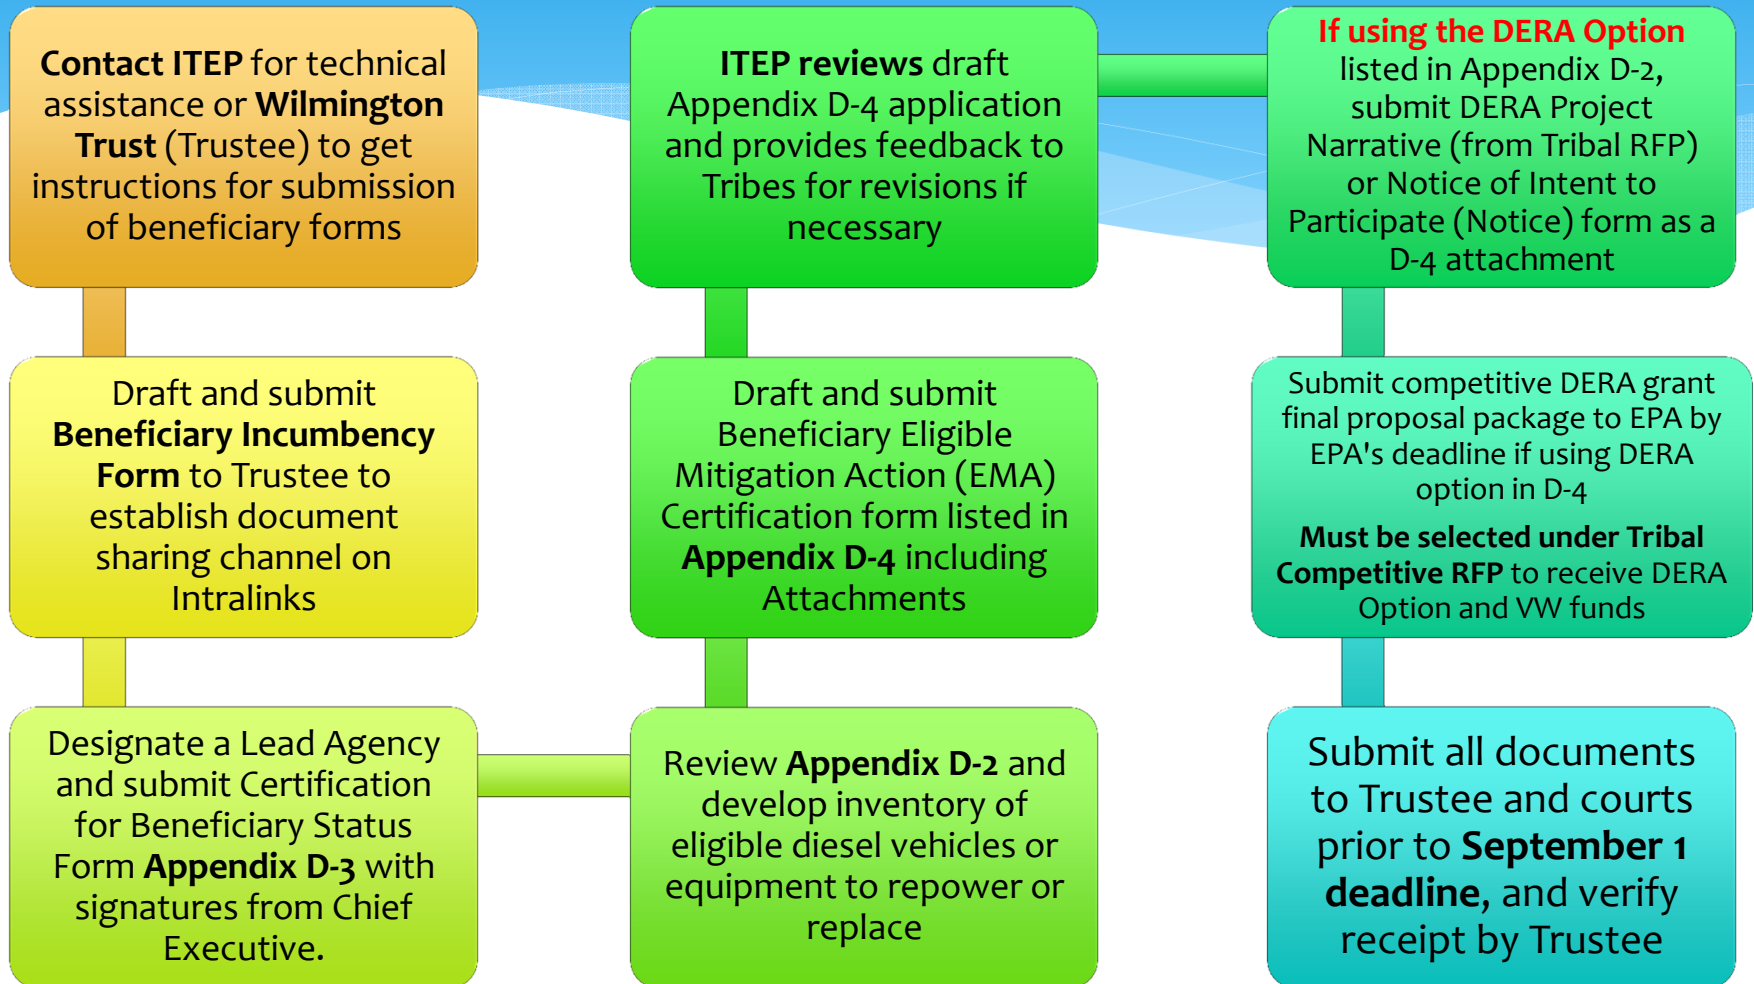 Contact ITEP for technical
assistance or Wilmington
Trust (Trustee) to get
instructions for submission
of beneficiary forms
Draft and submit
Beneficiary Incumbency
Form to Trustee to
establish document
sharing channel on
Intralinks
Designate a Lead Agency
and submit Certification
for Beneficiary Status
Form Appendix D-3 with
signatures from Chief
Executive.
Review Appendix D-2 and
develop inventory of
eligible diesel vehicles or
equipment to repower or
replace
Draft and submit
Beneficiary Eligible
Mitigation Action (EMA)
Certification form listed in
Appendix D-4 including
Attachments
ITEP reviews draft
Appendix D-4 application
and provides feedback to
Tribes for revisions if
necessary
If using the DERA Option
listed in Appendix D-2,
submit DERA Project
Narrative (from Tribal RFP)
or Notice of Intent to
Participate (Notice) form as a
D-4 attachment
Submit competitive DERA grant
final proposal package to EPA by
EPA's deadline if using DERA
option in D-4
Must be selected under Tribal
Competitive RFP to receive DERA
Option and VW funds
Submit all documents
to Trustee and courts
prior to September 1
deadline, and verify
receipt by Trustee